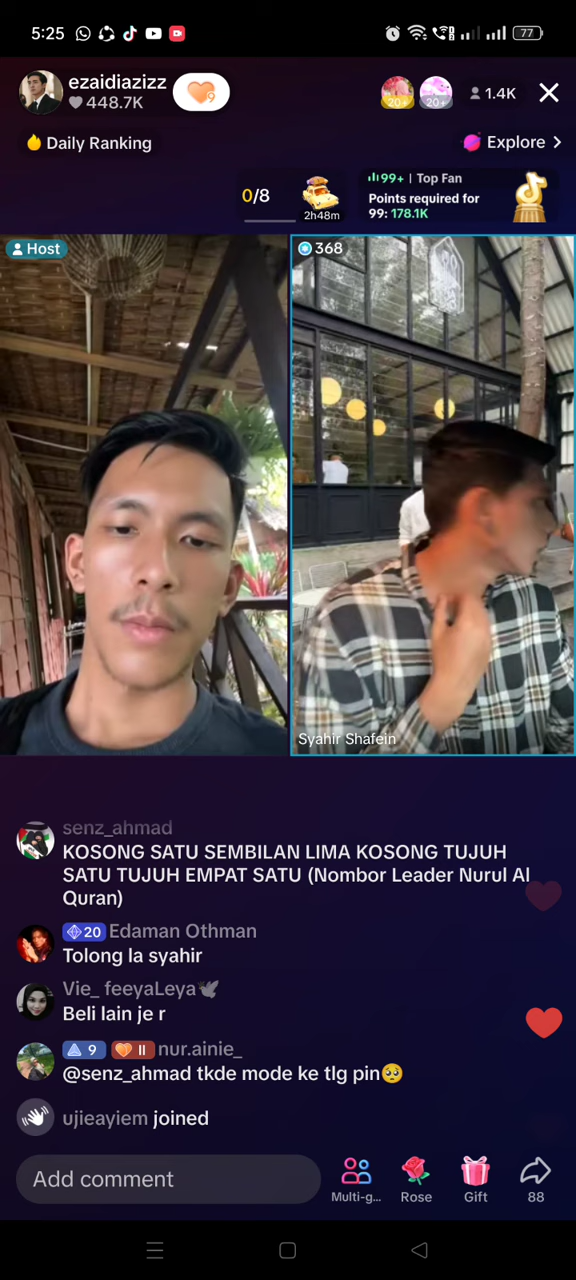 5:25
77
ezaidiazizz
448.7K
9
20+
20+
1.4K
Daily Ranking
Explore
0/8
2h48m
99+ | Top Fan
Points required for
99: 178.1K
Host
368
Syahir Shafein
senz_ahmad
KOSONG SATU SEMBILAN LIMA KOSONG TUJUH
SATU TUJUH EMPAT SATU (Nombor Leader Nurul Al
Quran)
20 Edaman Othman
Tolong la syahir
Vie_ feeyaLeya🕊
Beli lain je r
9 II nur.ainie_
@senz_ahmad tkde mode ke tlg pin🥺
ujieayiem joined
Add comment
Multi-g...
Rose
Gift
88